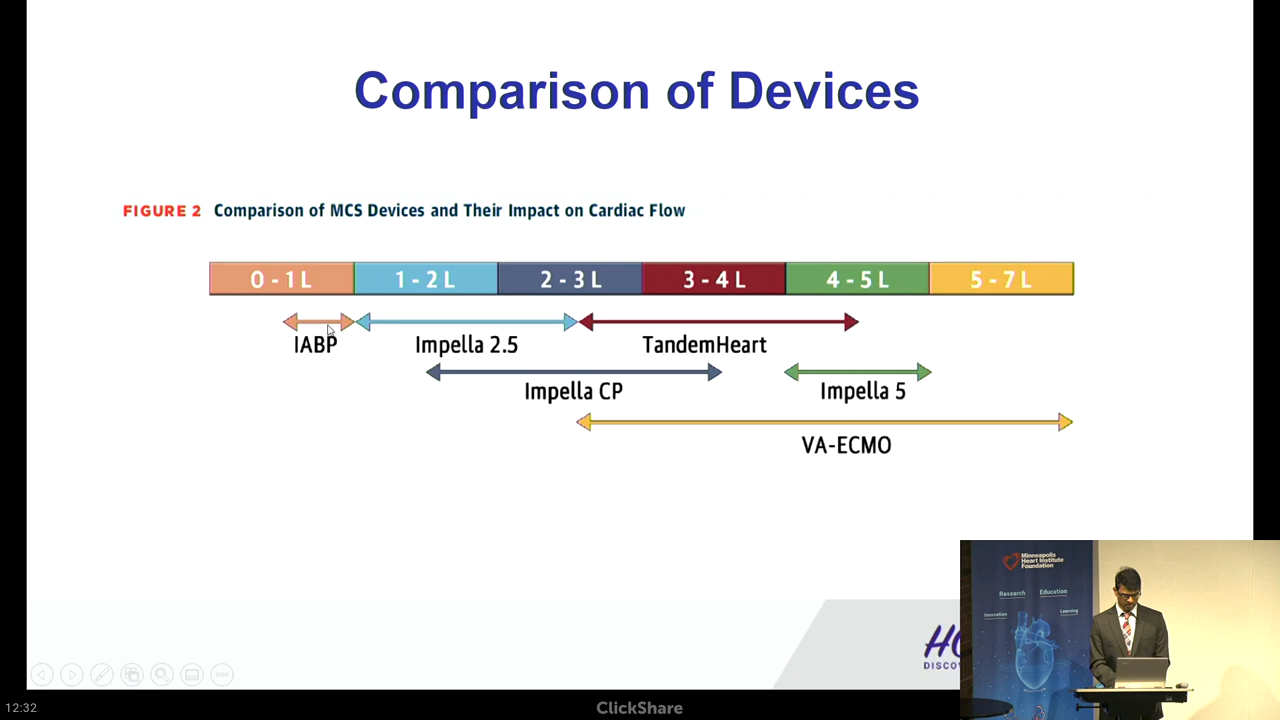 Comparison of Devices
FIGURE 2 Comparison of MCS Devices and Their Impact on Cardiac Flow
0 - 1 L 1 - 2 L 2 - 3 L 3 - 4 L 4 - 5 L 5 - 7 L
IABP Impella 2.5 TandemHeart
Impella CP Impella 5
VA-ECMO
Minneapolis
Heart Institute
Foundation
Research Education
Innovation Learning
12:32 ClickShare